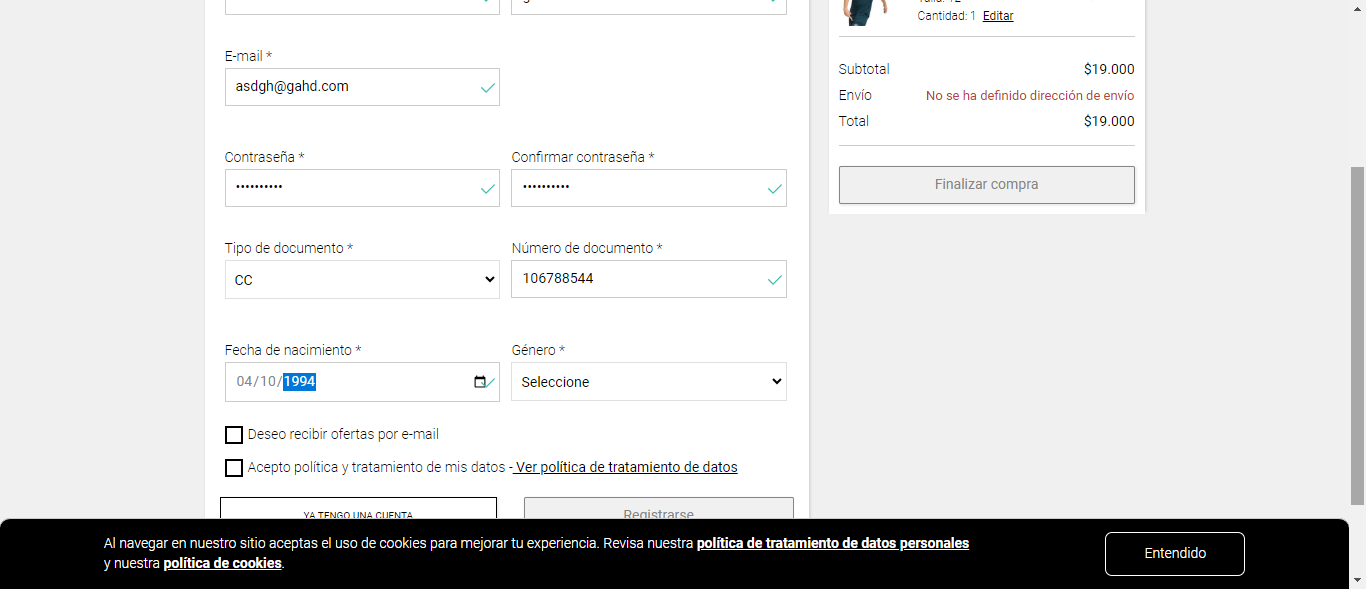 E-mail *
asdgh@gahd.com
Contraseña *
Confirmar contraseña *
••••••••••
••••••••••
Tipo de documento *
Número de documento *
CC
106788544
Fecha de nacimiento *
Género *
04/10/1994
Seleccione
Deseo recibir ofertas por e-mail
Acepto política y tratamiento de mis datos - Ver política de tratamiento de datos
YA TENGO UNA CUENTA
Registrarse
Cantidad: 1 Editar
Subtotal $19.000
Envío No se ha definido dirección de envío
Total $19.000
Finalizar compra
Al navegar en nuestro sitio aceptas el uso de cookies para mejorar tu experiencia. Revisa nuestra política de tratamiento de datos personales
y nuestra política de cookies.
Entendido